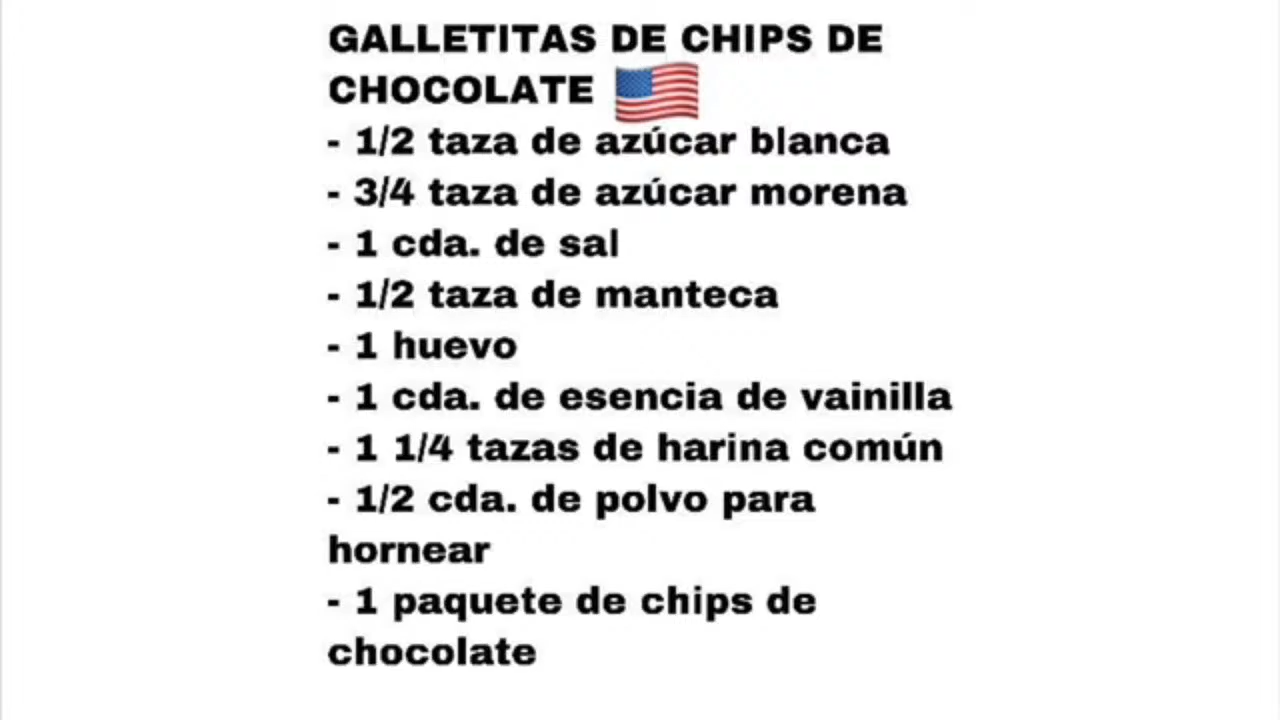 GALLETITAS DE CHIPS DE
CHOCOLATE 🇺🇸
- 1/2 taza de azúcar blanca
- 3/4 taza de azúcar morena
- 1 cda. de sal
- 1/2 taza de manteca
- 1 huevo
- 1 cda. de esencia de vainilla
- 1 1/4 tazas de harina común
- 1/2 cda. de polvo para
hornear
- 1 paquete de chips de
chocolate